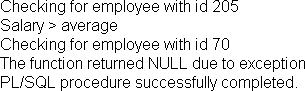 Checking for employee with id 205
Salary > average
Checking for employee with id 70
The function returned NULL due to exception
PL/SQL procedure successfully completed.